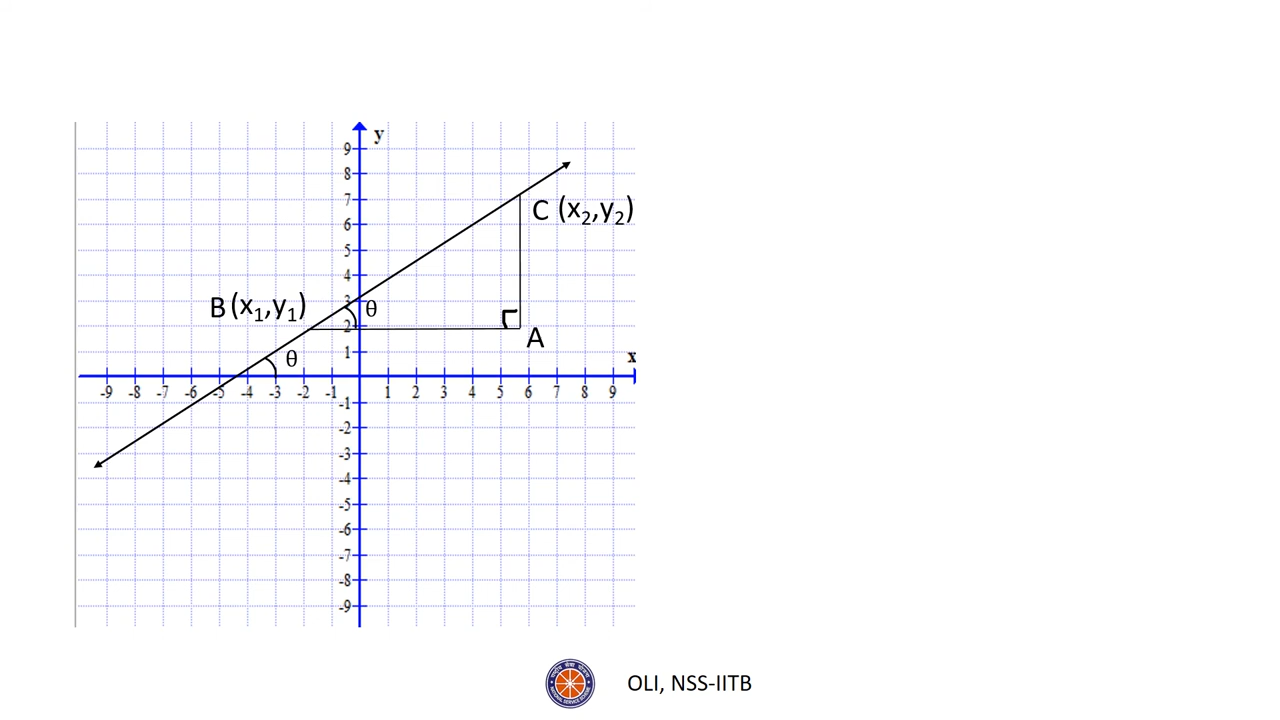 y
9
8
7
6
5
4
3
2
1
C (x₂,y₂)
B (x₁,y₁)
θ
A
θ
x
-9 -8 -7 -6 -5 -4 -3 -2 -1 1 2 3 4 5 6 7 8 9
-1
-2
-3
-4
-5
-6
-7
-8
-9
OLI, NSS-IITB